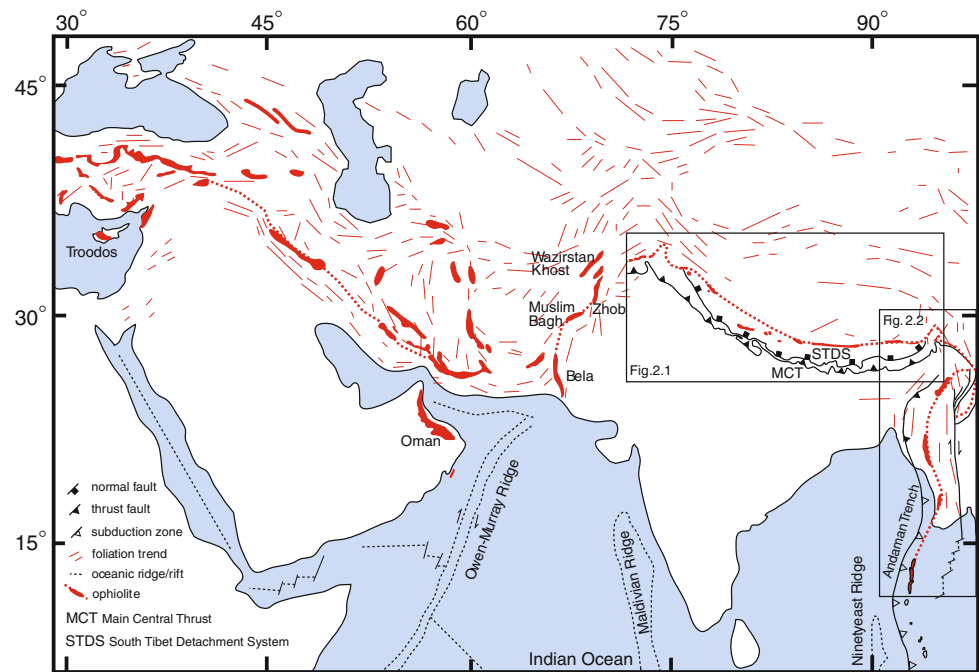 30° 45° 60° 75° 90°
45°
30°
15°
Troodos
Wazirstan
Khost
Muslim
Bagh
Zhob
Bela
Oman
Fig.2.1
Fig.2.2
STDS
MCT
Owen-Murray Ridge
Maldivian Ridge
Ninetyeast Ridge
Andaman Trench
Indian Ocean
normal fault
thrust fault
subduction zone
foliation trend
oceanic ridge/rift
ophiolite
MCT Main Central Thrust
STDS South Tibet Detachment System